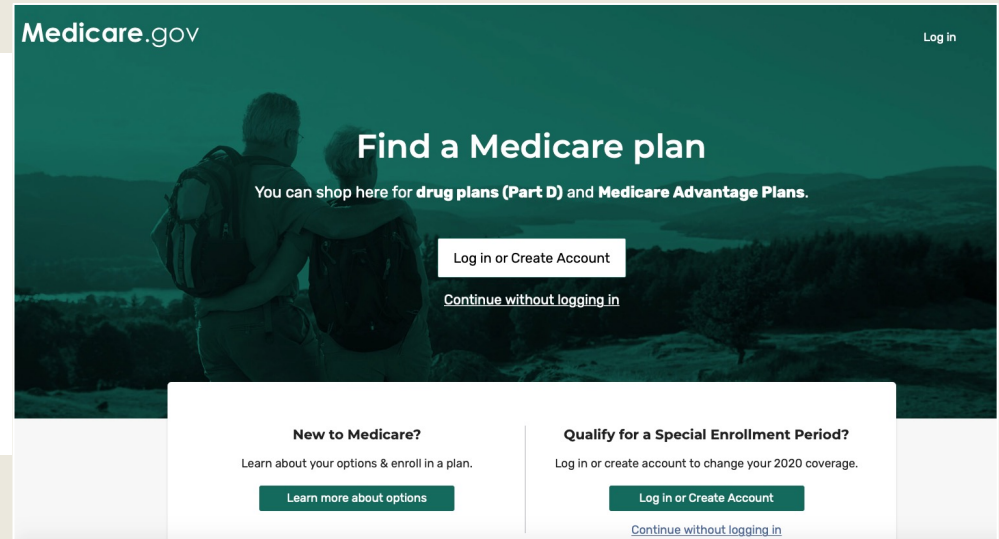 Medicare.gov
Log in
Find a Medicare plan
You can shop here for drug plans (Part D) and Medicare Advantage Plans.
Log in or Create Account
Continue without logging in
New to Medicare?
Learn about your options & enroll in a plan.
Learn more about options
Qualify for a Special Enrollment Period?
Log in or create account to change your 2020 coverage.
Log in or Create Account
Continue without logging in